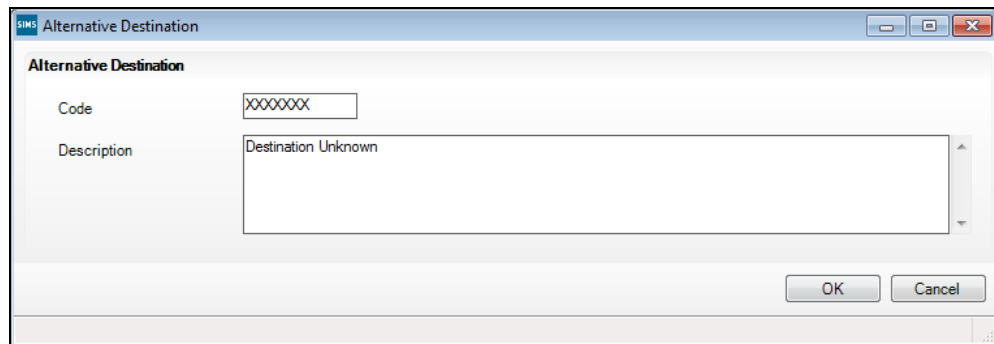 SIMS Alternative Destination
Alternative Destination
Code XXXXXXX
Description Destination Unknown
OK Cancel